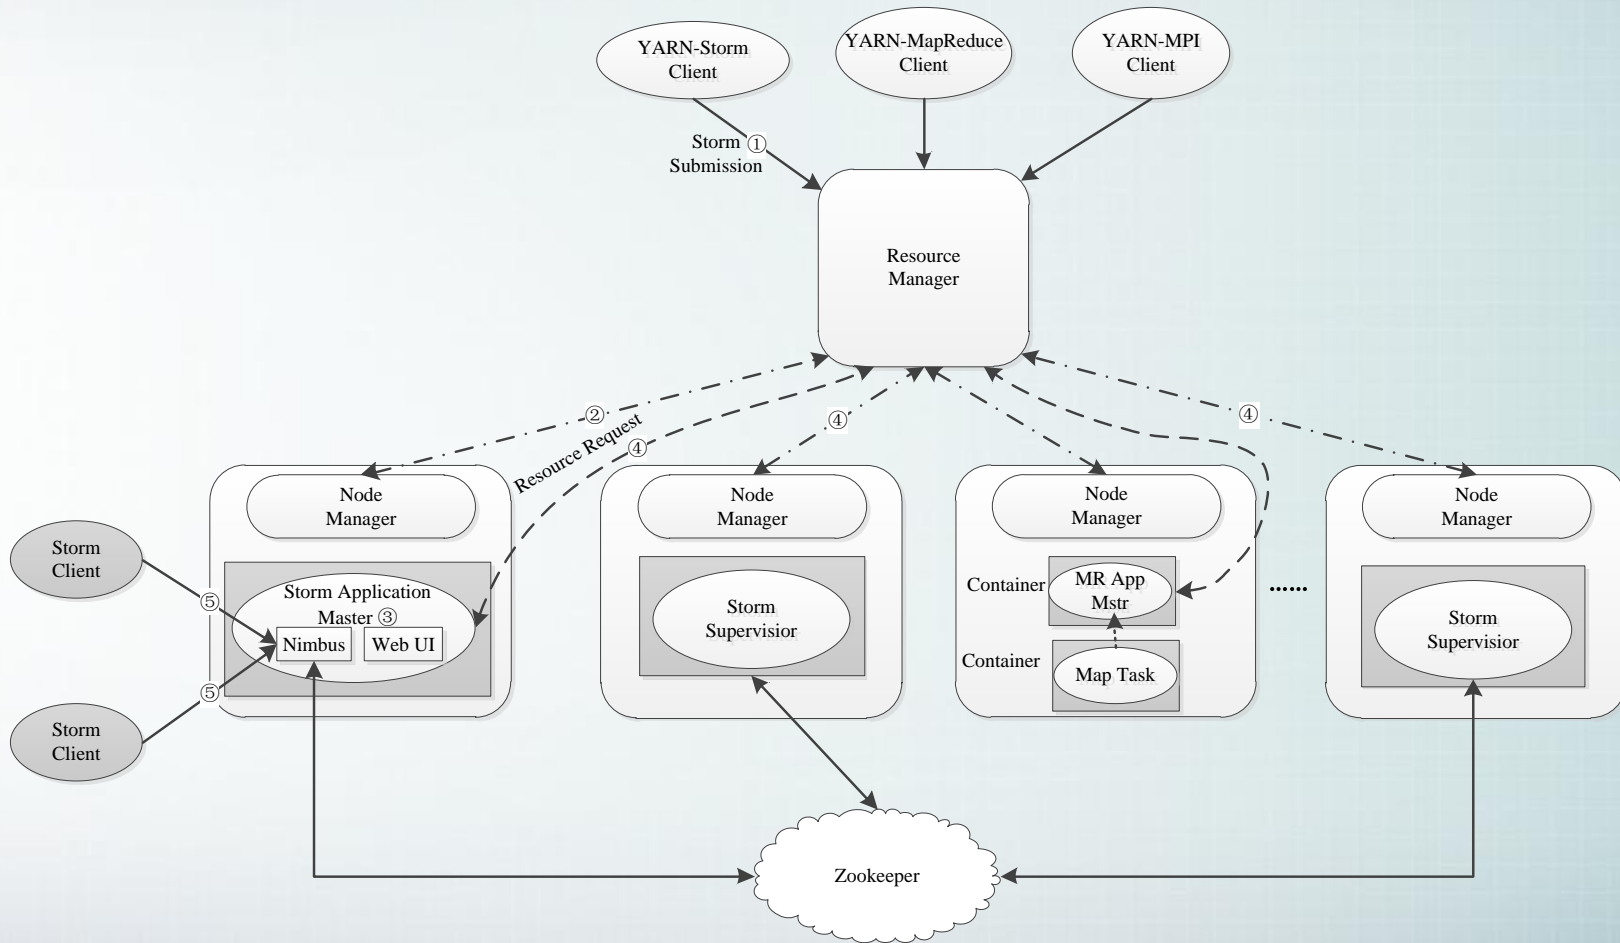 YARN-Storm
Client
YARN-MapReduce
Client
YARN-MPI
Client
Storm ①
Submission
Resource
Manager
②
Resource Request
④
④
④
Node
Manager
Node
Manager
Node
Manager
Node
Manager
Storm
Client
⑤
Storm Application
Master ③
Nimbus
Web UI
Storm
Supervisior
Container
MR App
Mstr
Container
Map Task
......
Storm
Supervisior
⑤
Storm
Client
Zookeeper